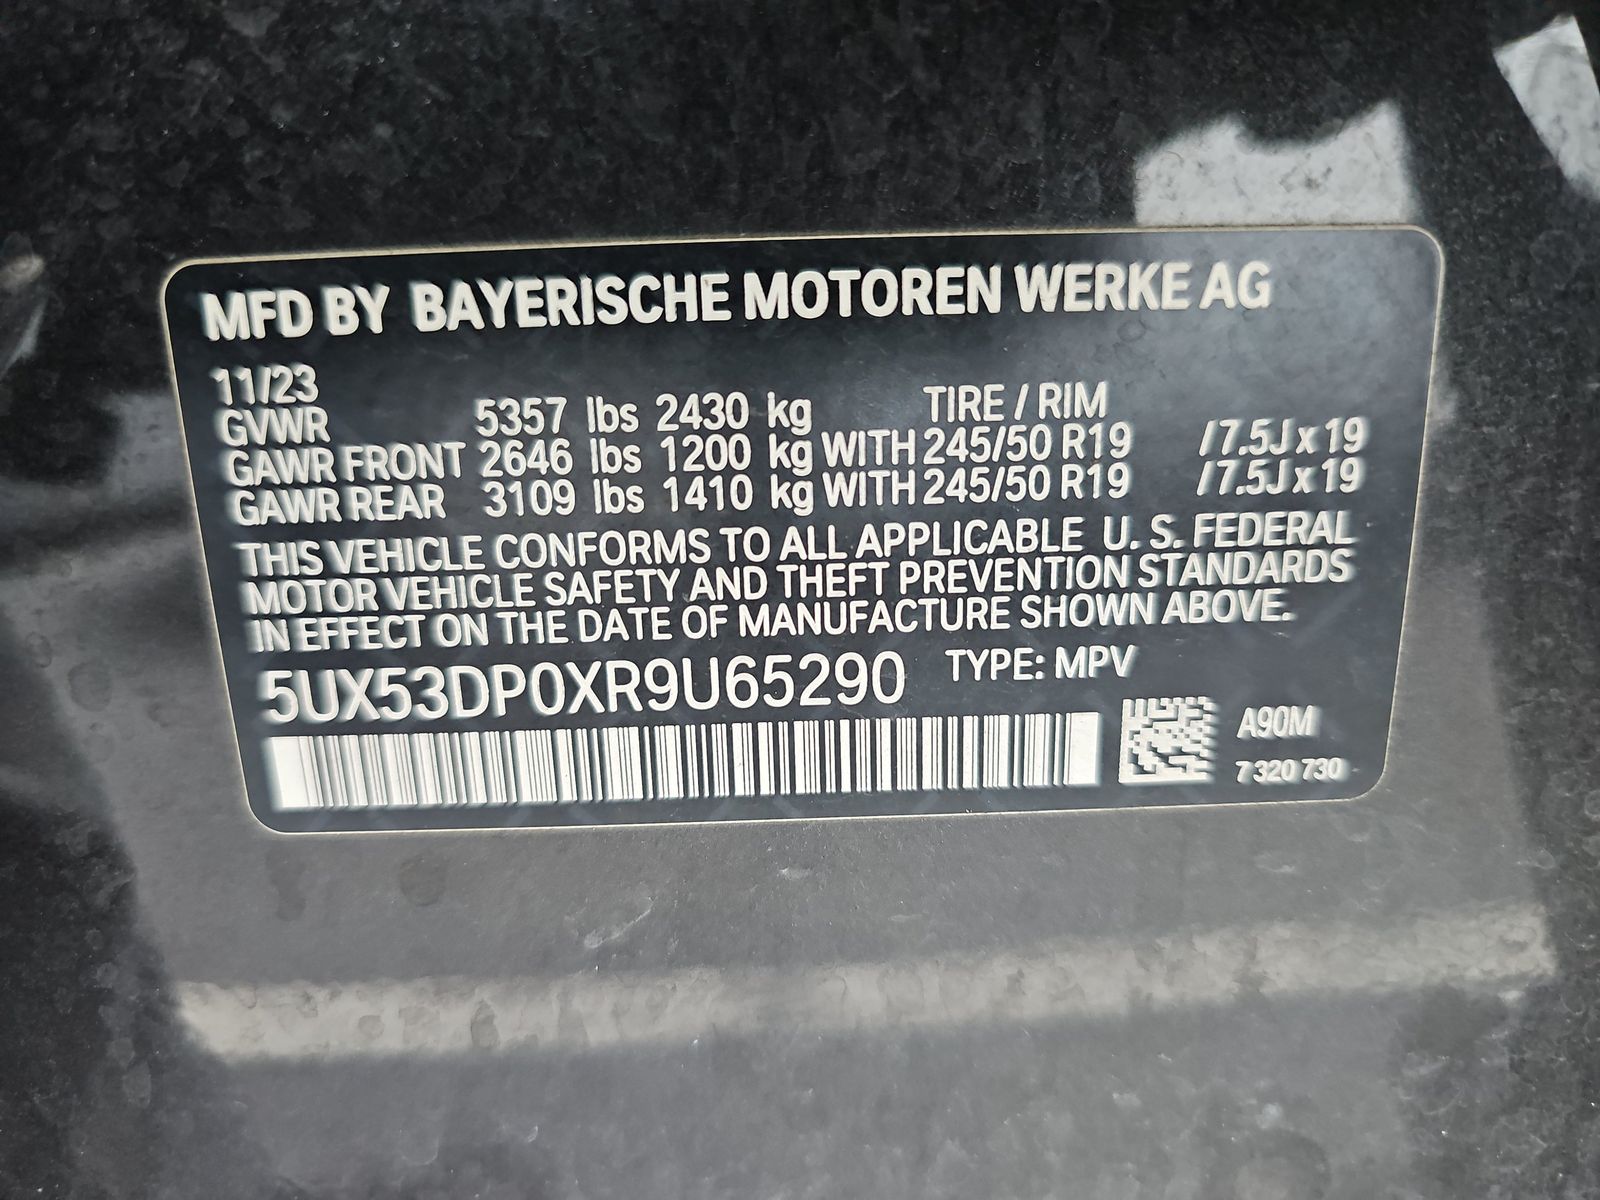 MFD BY BAYERISCHE MOTOREN WERKE AG
11/23
GVWR 5357 lbs 2430 kg TIRE / RIM
GAWR FRONT 2646 lbs 1200 kg WITH 245/50 R19 / 7.5J x 19
GAWR REAR 3109 lbs 1410 kg WITH 245/50 R19 / 7.5J x 19
THIS VEHICLE CONFORMS TO ALL APPLICABLE U. S. FEDERAL
MOTOR VEHICLE SAFETY AND THEFT PREVENTION STANDARDS
IN EFFECT ON THE DATE OF MANUFACTURE SHOWN ABOVE.
5UX53DP0XR9U65290 TYPE: MPV
A90M
7 320 730